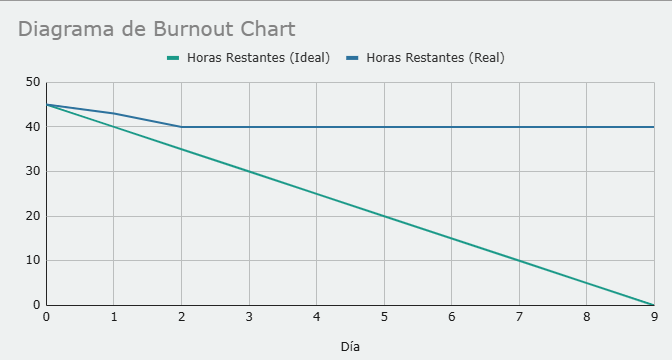 Diagrama de Burnout Chart
Horas Restantes (Ideal) Horas Restantes (Real)
50
40
30
20
10
0
0 1 2 3 4 5 6 7 8 9
Día